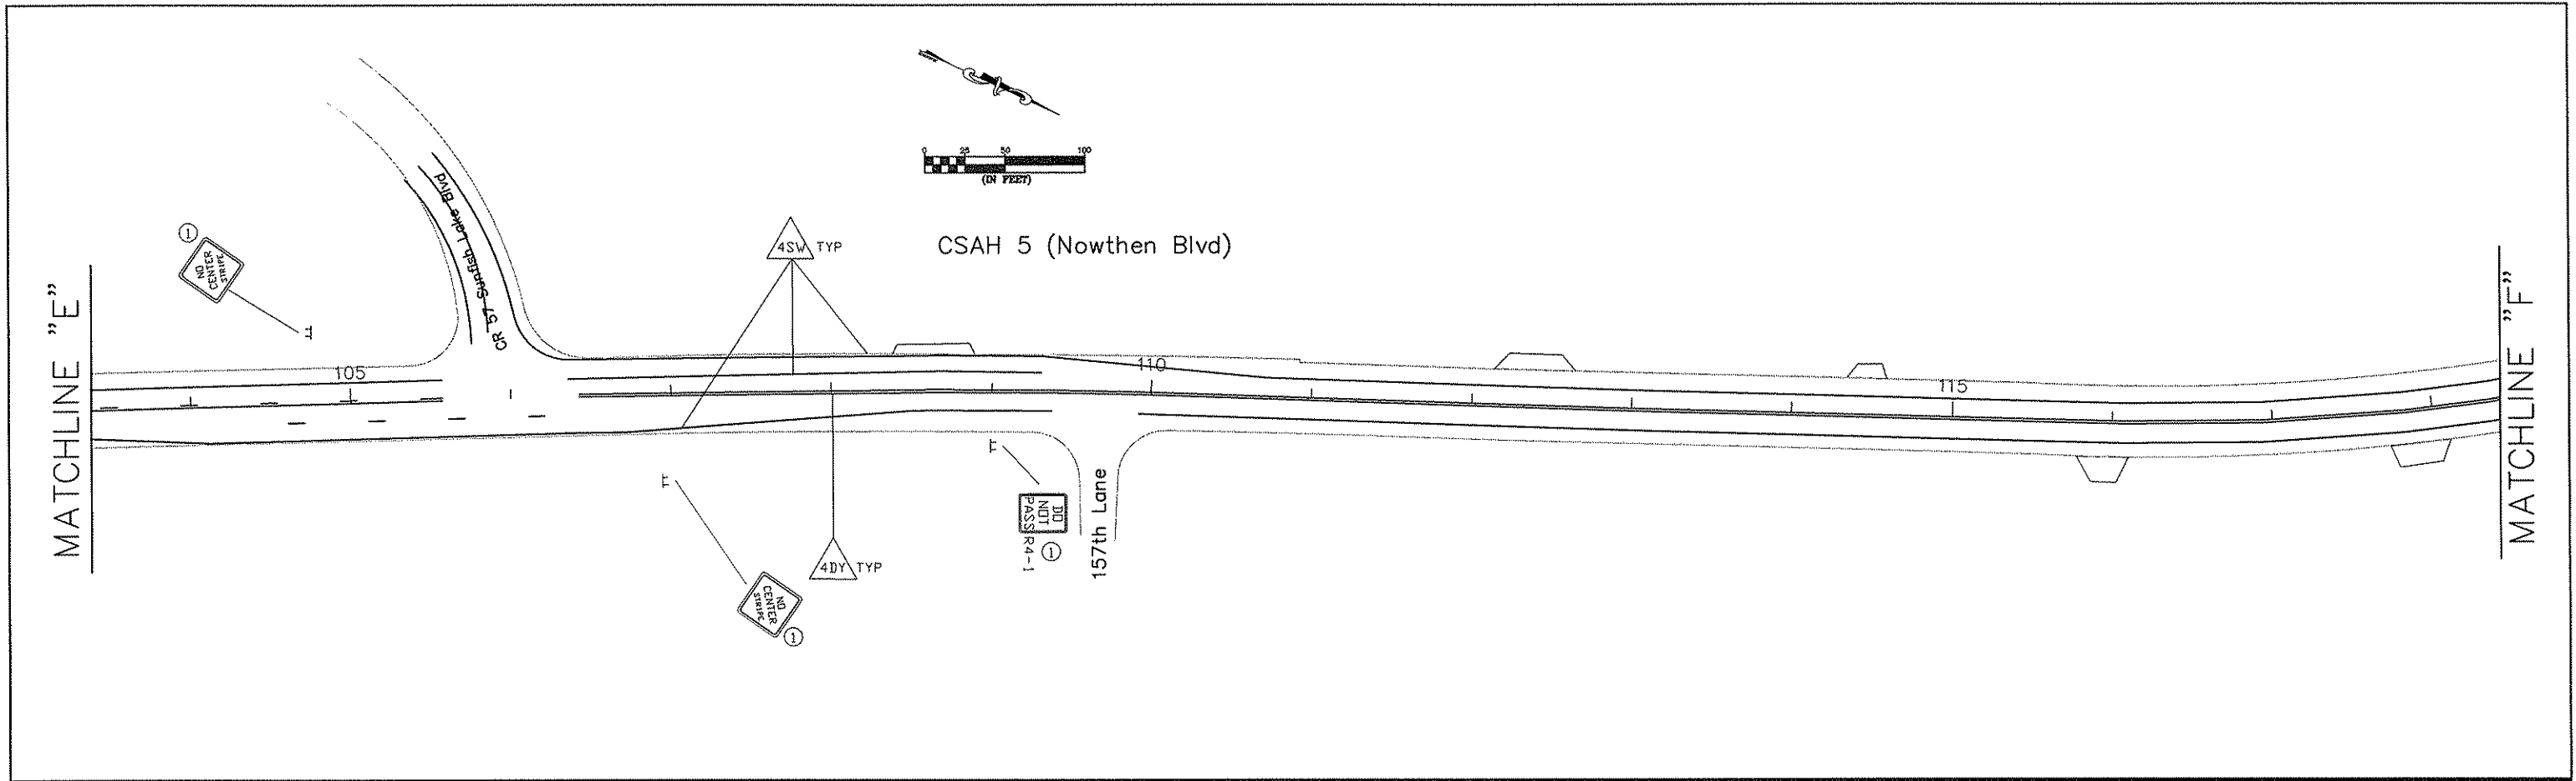 0 25 50 100
(IN FEET)
CSAH 5 (Nowthen Blvd)
MATCHLINE "E"
MATCHLINE "F"
CR 57 Sunfish Lake Blvd
1
NO
CENTER
STRIPE
4SW TYP
105
110
115
4DY TYP
NO
CENTER
STRIPE
1
DO
NOT
PASS
R4-1
1
157th Lane